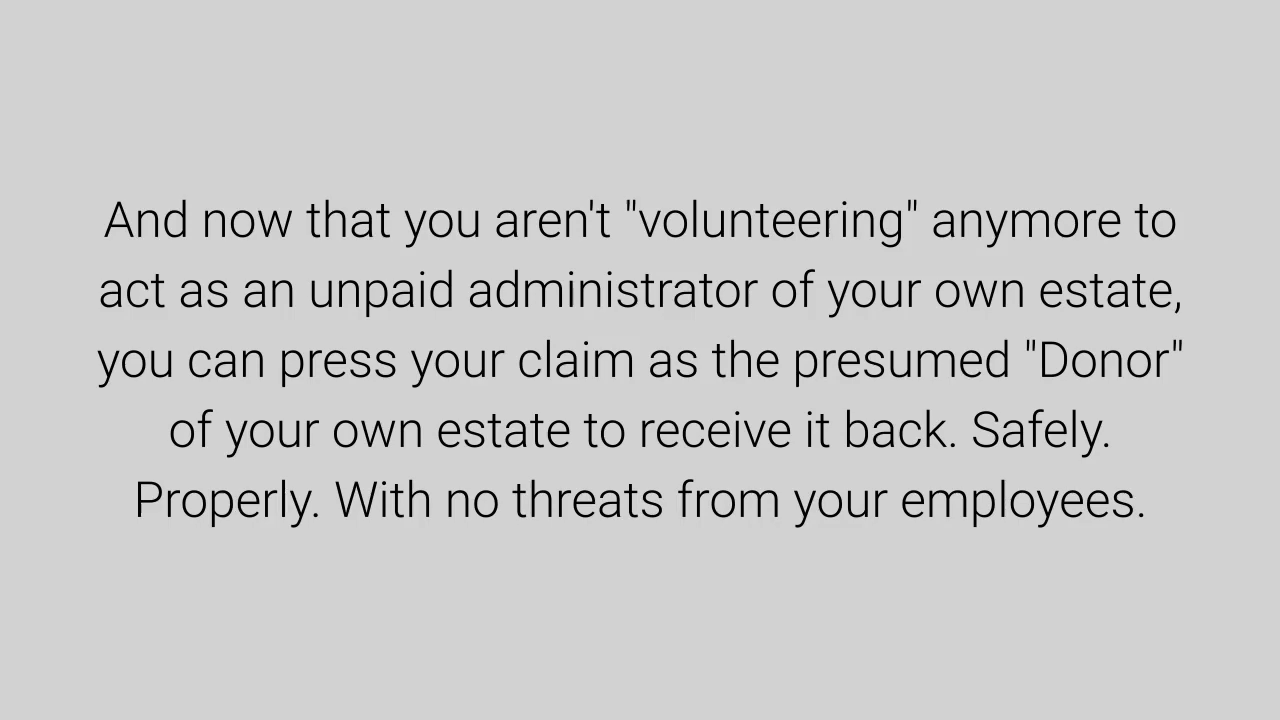 And now that you aren't "volunteering" anymore to
act as an unpaid administrator of your own estate,
you can press your claim as the presumed "Donor"
of your own estate to receive it back. Safely.
Properly. With no threats from your employees.